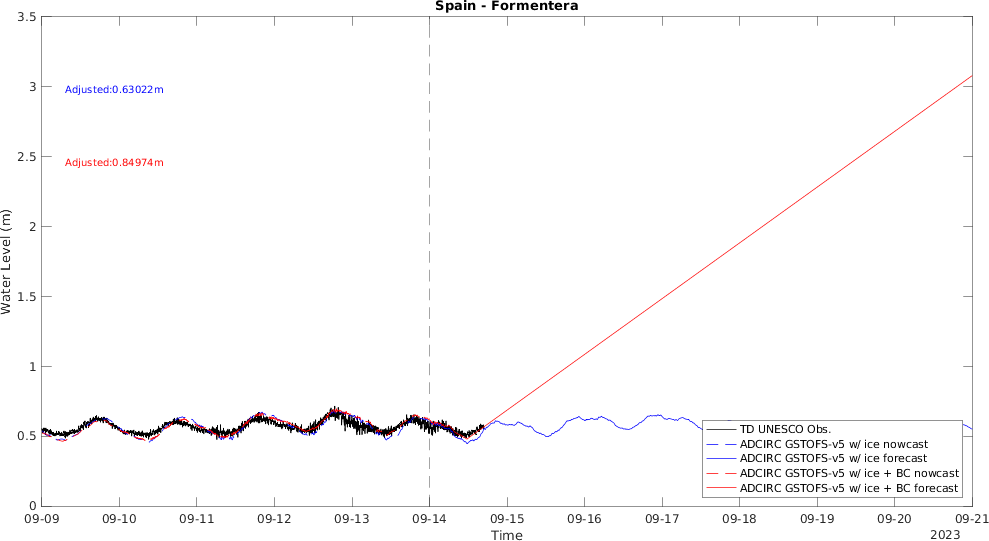 Spain - Formentera
3.5
3
2.5
2
1.5
1
0.5
0
Water Level (m)
Adjusted:0.63022m
Adjusted:0.84974m
TD UNESCO Obs.
ADCIRC GSTOFS-v5 w/ ice nowcast
ADCIRC GSTOFS-v5 w/ ice forecast
ADCIRC GSTOFS-v5 w/ ice + BC nowcast
ADCIRC GSTOFS-v5 w/ ice + BC forecast
09-09 09-10 09-11 09-12 09-13 09-14 09-15 09-16 09-17 09-18 09-19 09-20 09-21
Time
2023